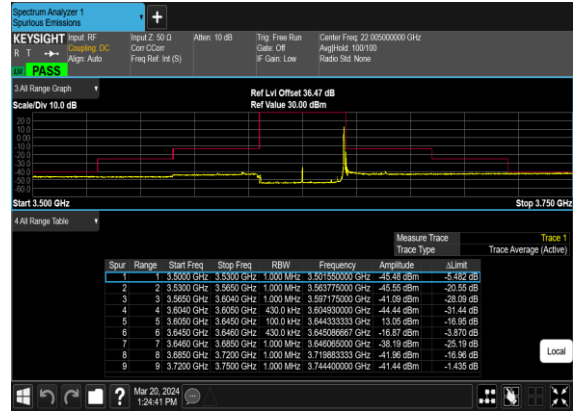 Spectrum Analyzer 1
Spurious Emissions
+
KEYSIGHT Input: RF Input Z: 50 Ω Atten: 10 dB Trig: Free Run Center Freq: 22.005000000 GHz
R T Coupling: DC Corr CCorr Gate: Off Avg|Hold: 100/100
Align: Auto Freq Ref: Int (S) IF Gain: Low Radio Std: None
PASS
3 All Range Graph Ref Lvl Offset 36.47 dB
Scale/Div 10.0 dB Ref Value 30.00 dBm
20.0
10.0
0.00
-10.0
-20.0
-30.0
-40.0
-50.0
-60.0
Start 3.500 GHz Stop 3.750 GHz
4 All Range Table
Measure Trace Trace 1
Trace Type Trace Average (Active)
Spur Range Start Freq Stop Freq RBW Frequency Amplitude ΔLimit
1 1 3.5000 GHz 3.5300 GHz 1.000 MHz 3.501550000 GHz -45.48 dBm -5.482 dB
2 2 3.5300 GHz 3.5650 GHz 1.000 MHz 3.563775000 GHz -45.55 dBm -20.55 dB
3 3 3.5650 GHz 3.6040 GHz 1.000 MHz 3.597175000 GHz -41.09 dBm -28.09 dB
4 4 3.6040 GHz 3.6050 GHz 430.0 kHz 3.604930000 GHz -44.44 dBm -31.44 dB
5 5 3.6050 GHz 3.6450 GHz 100.0 kHz 3.644333333 GHz 13.05 dBm -16.95 dB
6 6 3.6450 GHz 3.6460 GHz 430.0 kHz 3.645086667 GHz -16.87 dBm -3.870 dB
7 7 3.6460 GHz 3.6850 GHz 1.000 MHz 3.646065000 GHz -38.19 dBm -25.19 dB
8 8 3.6850 GHz 3.7200 GHz 1.000 MHz 3.719883333 GHz -41.96 dBm -16.96 dB
9 9 3.7200 GHz 3.7500 GHz 1.000 MHz 3.744400000 GHz -41.44 dBm -1.435 dB
Local
? Mar 20, 2024
1:24:41 PM